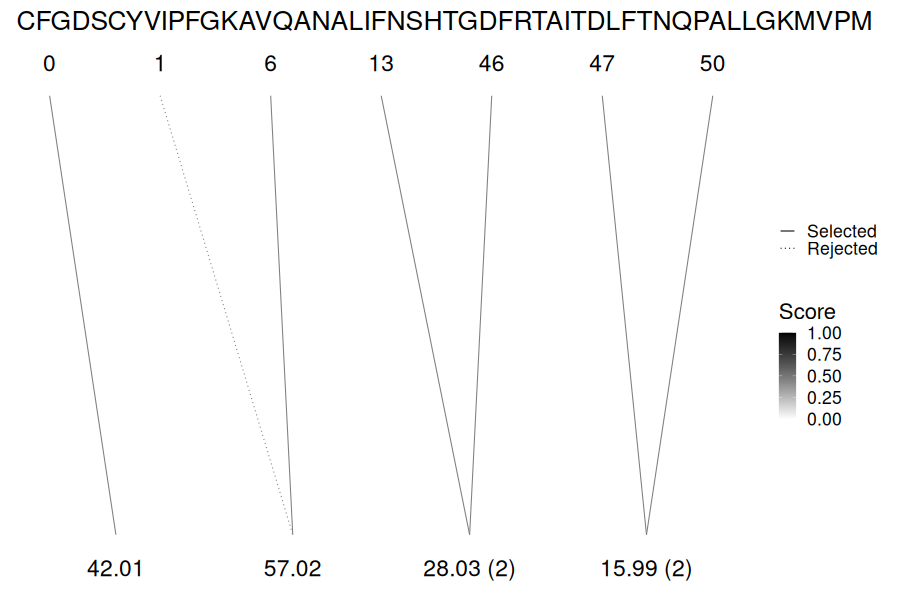 CFGDSCYVIPFGKAVQANALIFNSHTGDFRTAITDLFTNQPALLGKMVPM
0 1 6 13 46 47 50
Selected
Rejected
Score
1.00
0.75
0.50
0.25
0.00
42.01 57.02 28.03 (2) 15.99 (2)